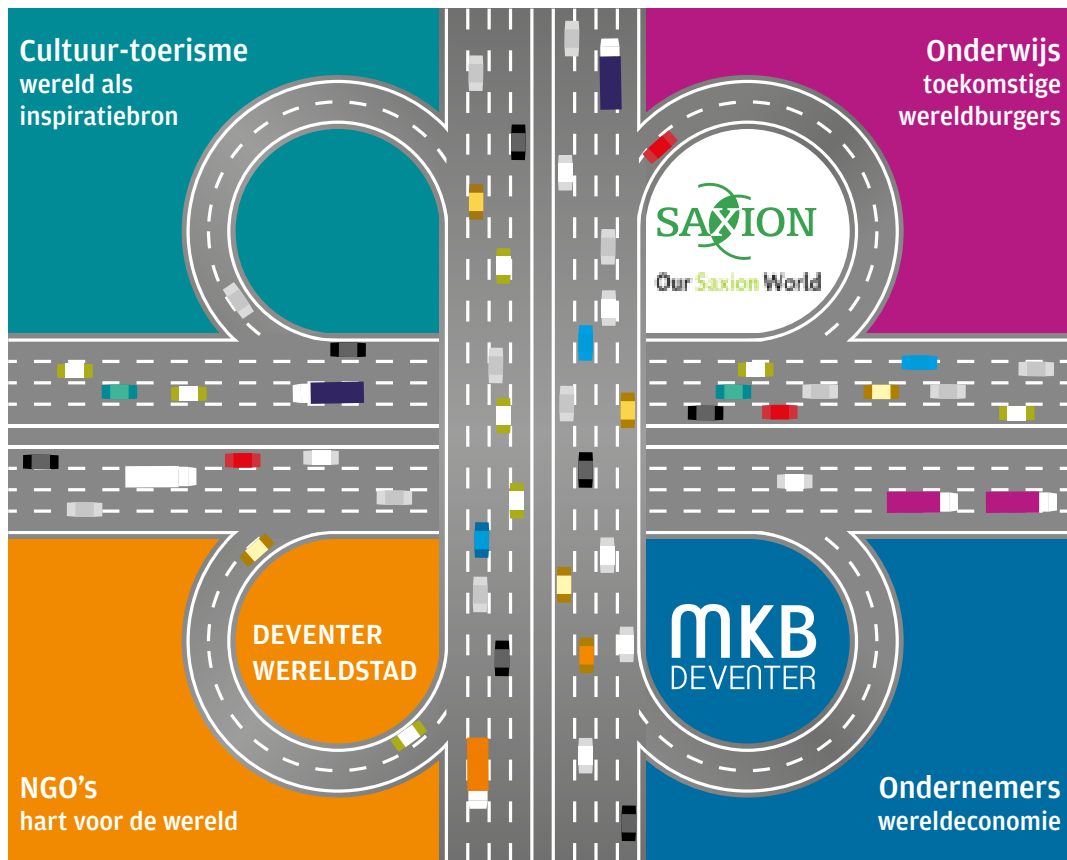 Cultuur-toerisme
wereld als
inspiratiebron
Onderwijs
toekomstige
wereldburgers
SAXION
Our Saxion World
DEVENTER
WERELDSTAD
MKB
DEVENTER
NGO's
hart voor de wereld
Ondernemers
wereldeconomie